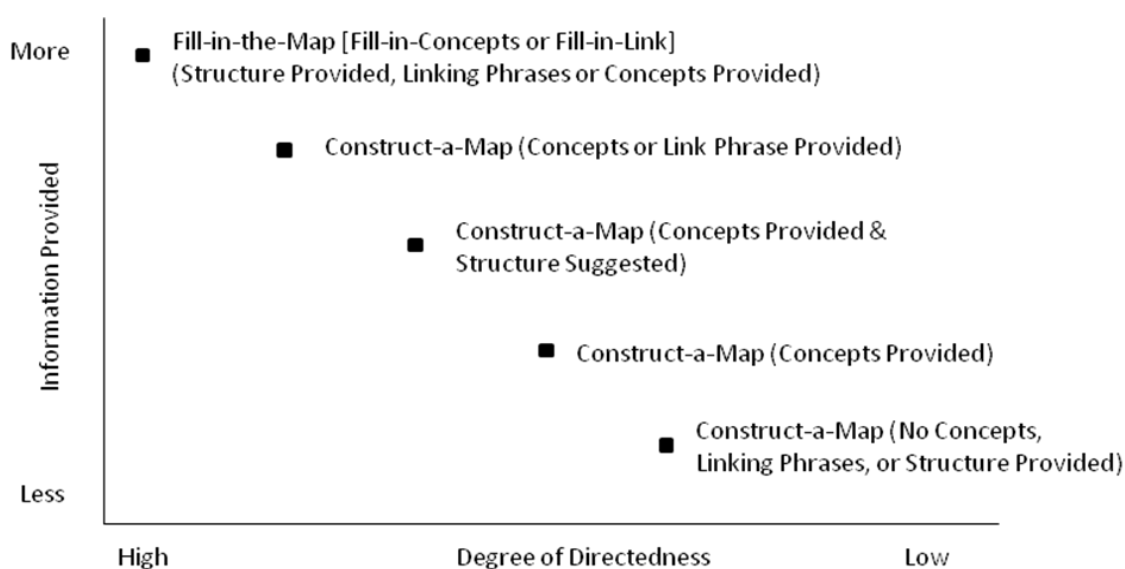 More
Fill-in-the-Map [Fill-in-Concepts or Fill-in-Link]
(Structure Provided, Linking Phrases or Concepts Provided)
Construct-a-Map (Concepts or Link Phrase Provided)
Information Provided
Construct-a-Map (Concepts Provided &
Structure Suggested)
Construct-a-Map (Concepts Provided)
Construct-a-Map (No Concepts,
Linking Phrases, or Structure Provided)
Less
High
Degree of Directedness
Low